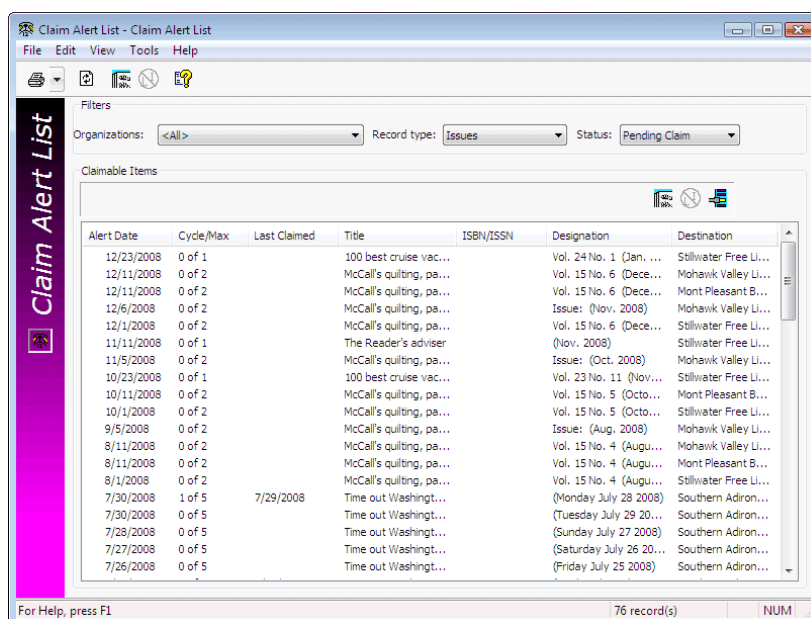 Claim Alert List - Claim Alert List
File Edit View Tools Help
Claim Alert List
Filters
Organizations: <All> Record type: Issues Status: Pending Claim
Claimable Items
Alert Date Cycle/Max Last Claimed Title ISBN/ISSN Designation Destination
12/23/2008 0 of 1 100 best cruise vac... Vol. 24 No. 1 (Jan. ... Stillwater Free Li...
12/11/2008 0 of 2 McCall's quilting, pa... Vol. 15 No. 6 (Dece... Mohawk Valley Li...
12/11/2008 0 of 2 McCall's quilting, pa... Vol. 15 No. 6 (Dece... Mont Pleasant B...
12/6/2008 0 of 2 McCall's quilting, pa... Issue: (Nov. 2008) Mohawk Valley Li...
12/1/2008 0 of 2 McCall's quilting, pa... Vol. 15 No. 6 (Dece... Stillwater Free Li...
11/11/2008 0 of 1 The Reader's adviser (Nov. 2008) Stillwater Free Li...
11/5/2008 0 of 2 McCall's quilting, pa... Issue: (Oct. 2008) Mohawk Valley Li...
10/23/2008 0 of 1 100 best cruise vac... Vol. 23 No. 11 (Nov... Stillwater Free Li...
10/11/2008 0 of 2 McCall's quilting, pa... Vol. 15 No. 5 (Octo... Mont Pleasant B...
10/1/2008 0 of 2 McCall's quilting, pa... Vol. 15 No. 5 (Octo... Stillwater Free Li...
9/5/2008 0 of 2 McCall's quilting, pa... Issue: (Aug. 2008) Mohawk Valley Li...
8/11/2008 0 of 2 McCall's quilting, pa... Vol. 15 No. 4 (Augu... Mohawk Valley Li...
8/11/2008 0 of 2 McCall's quilting, pa... Vol. 15 No. 4 (Augu... Mont Pleasant B...
8/1/2008 0 of 2 McCall's quilting, pa... Vol. 15 No. 4 (Augu... Stillwater Free Li...
7/30/2008 1 of 5 7/29/2008 Time out Washingt... (Monday July 28 2008) Southern Adiron...
7/30/2008 0 of 5 Time out Washingt... (Tuesday July 29 20... Southern Adiron...
7/28/2008 0 of 5 Time out Washingt... (Sunday July 27 2008) Southern Adiron...
7/27/2008 0 of 5 Time out Washingt... (Saturday July 26 20... Southern Adiron...
7/26/2008 0 of 5 Time out Washingt... (Friday July 25 2008) Southern Adiron...
For Help, press F1 76 record(s) NUM